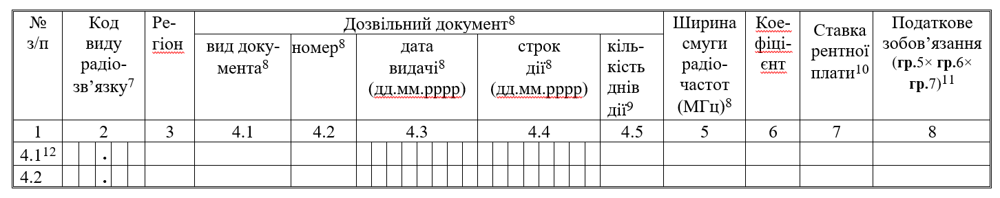 №
з/п
Код
виду
радіо-
зв’язку7
Ре-
гіон
Дозвільний документ8
вид доку-
мента8
номер8
дата
видачі8
(дд.мм.рррр)
строк
дії8
(дд.мм.рррр)
кіль-
кість
днів
дії9
Ширина
смуги
радіо-
частот
(МГц)8
Кое-
фіці-
єнт
Ставка
рентної
плати10
Податкове
зобов’язання
(гр.5× гр.6×
гр.7)11
1 2 3 4.1 4.2 4.3 4.4 4.5 5 6 7 8
4.112 .
4.2 .